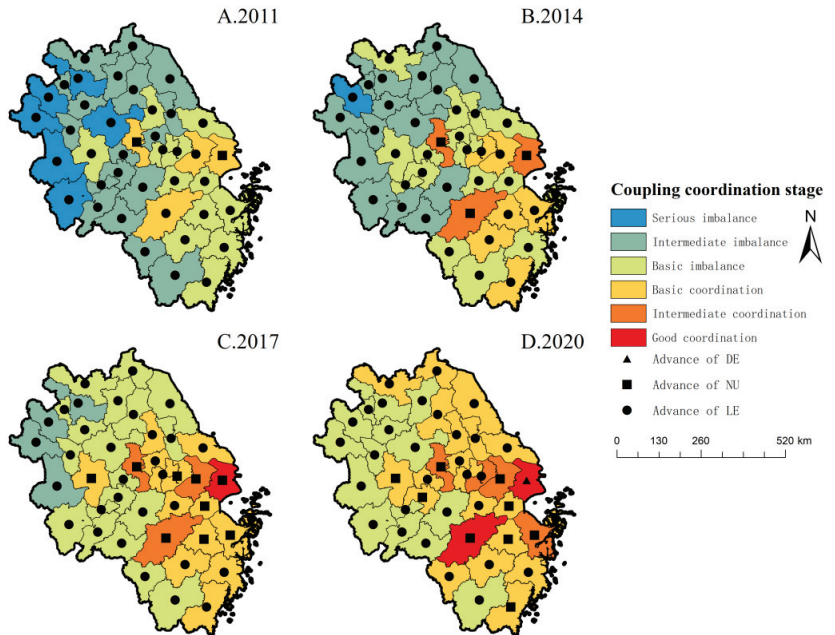 A.2011
B.2014
Coupling coordination stage
Serious imbalance
Intermediate imbalance
Basic imbalance
Basic coordination
Intermediate coordination
Good coordination
Advance of DE
Advance of NU
Advance of LE
N
0 130 260 520 km
C.2017
D.2020